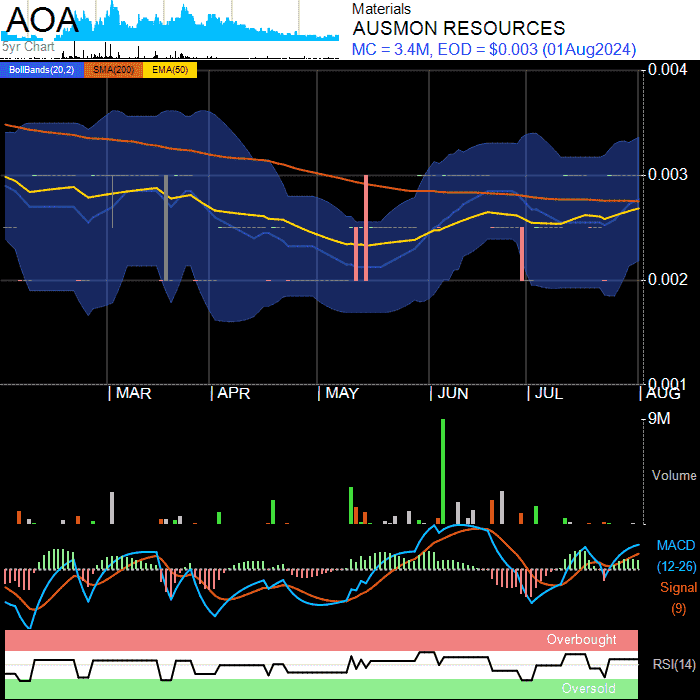 AOA
5yr Chart
Materials
AUSMON RESOURCES
MC = 3.4M, EOD = $0.003 (01Aug2024)
BollBands(20,2) SMA(200) EMA(50)
0.004
0.003
0.002
0.001
MAR APR MAY JUN JUL AUG
9M
Volume
MACD
(12-26)
Signal
(9)
Overbought
RSI(14)
Oversold